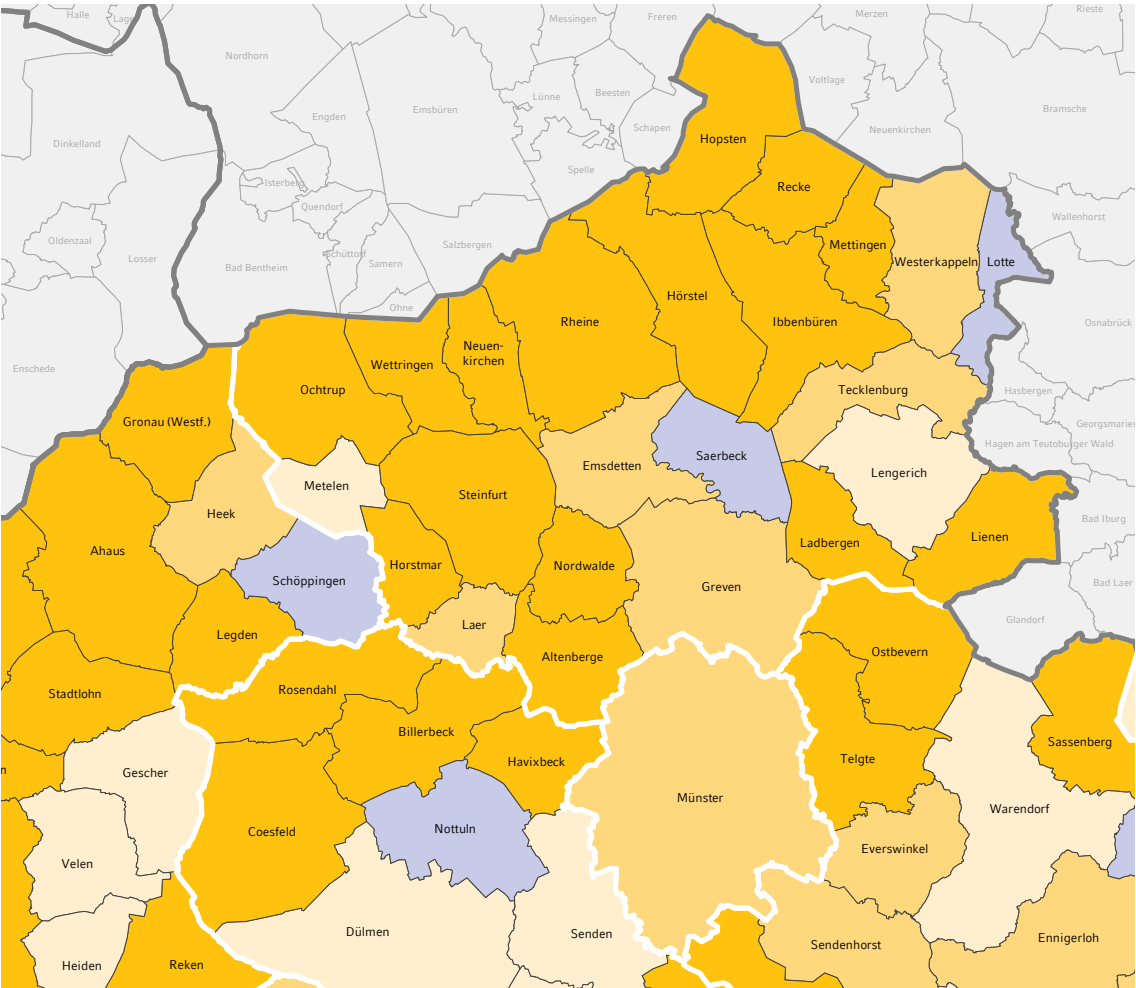 Halle
Lage
Messingen
Freren
Merzen
Rieste
Nordhorn
Voltlage
Lünne
Beesten
Emsbüren
Engden
Bramsche
Schapen
Neuenkirchen
Dinkelland
Hopsten
Spelle
Isterberg
Recke
Quendorf
Wallenhorst
Oldenzaal
Losser
Salzbergen
Mettingen
Schüttorf
Samern
Bad Bentheim
Westerkappeln
Lotte
Hörstel
Ohne
Rheine
Ibbenbüren
Osnabrück
Neuen-
kirchen
Enschede
Wettringen
Ochtrup
Tecklenburg
Hasbergen
Gronau (Westf.)
Georgsmarien
Hagen am Teutoburger Wald
Saerbeck
Emsdetten
Lengerich
Metelen
Steinfurt
Heek
Bad Iburg
Lienen
Ladbergen
Ahaus
Horstmar
Nordwalde
Schöppingen
Greven
Bad Laer
Glandorf
Laer
Legden
Ostbevern
Altenberge
Stadtlohn
Rosendahl
Billerbeck
Sassenberg
Havixbeck
Telgte
n
Gescher
Münster
Warendorf
Coesfeld
Nottuln
Everswinkel
Velen
Dülmen
Senden
Sendenhorst
Ennigerloh
Heiden
Reken